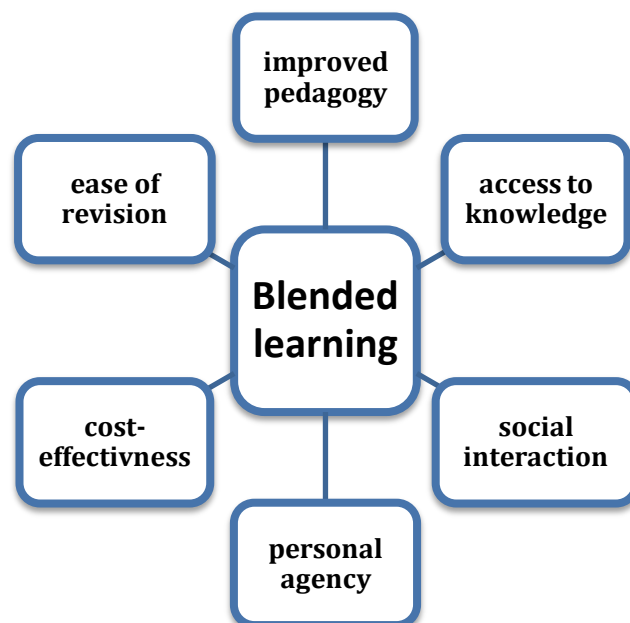 improved
pedagogy
ease of
revision
access to
knowledge
Blended
learning
cost-
effectivness
social
interaction
personal
agency